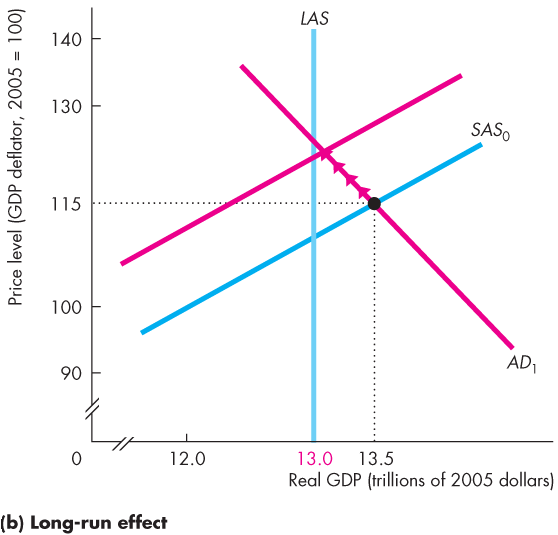 Price level (GDP deflator, 2005 = 100)
140
130
115
100
90
0
LAS
SAS0
AD1
12.0
13.0
13.5
Real GDP (trillions of 2005 dollars)
(b) Long-run effect